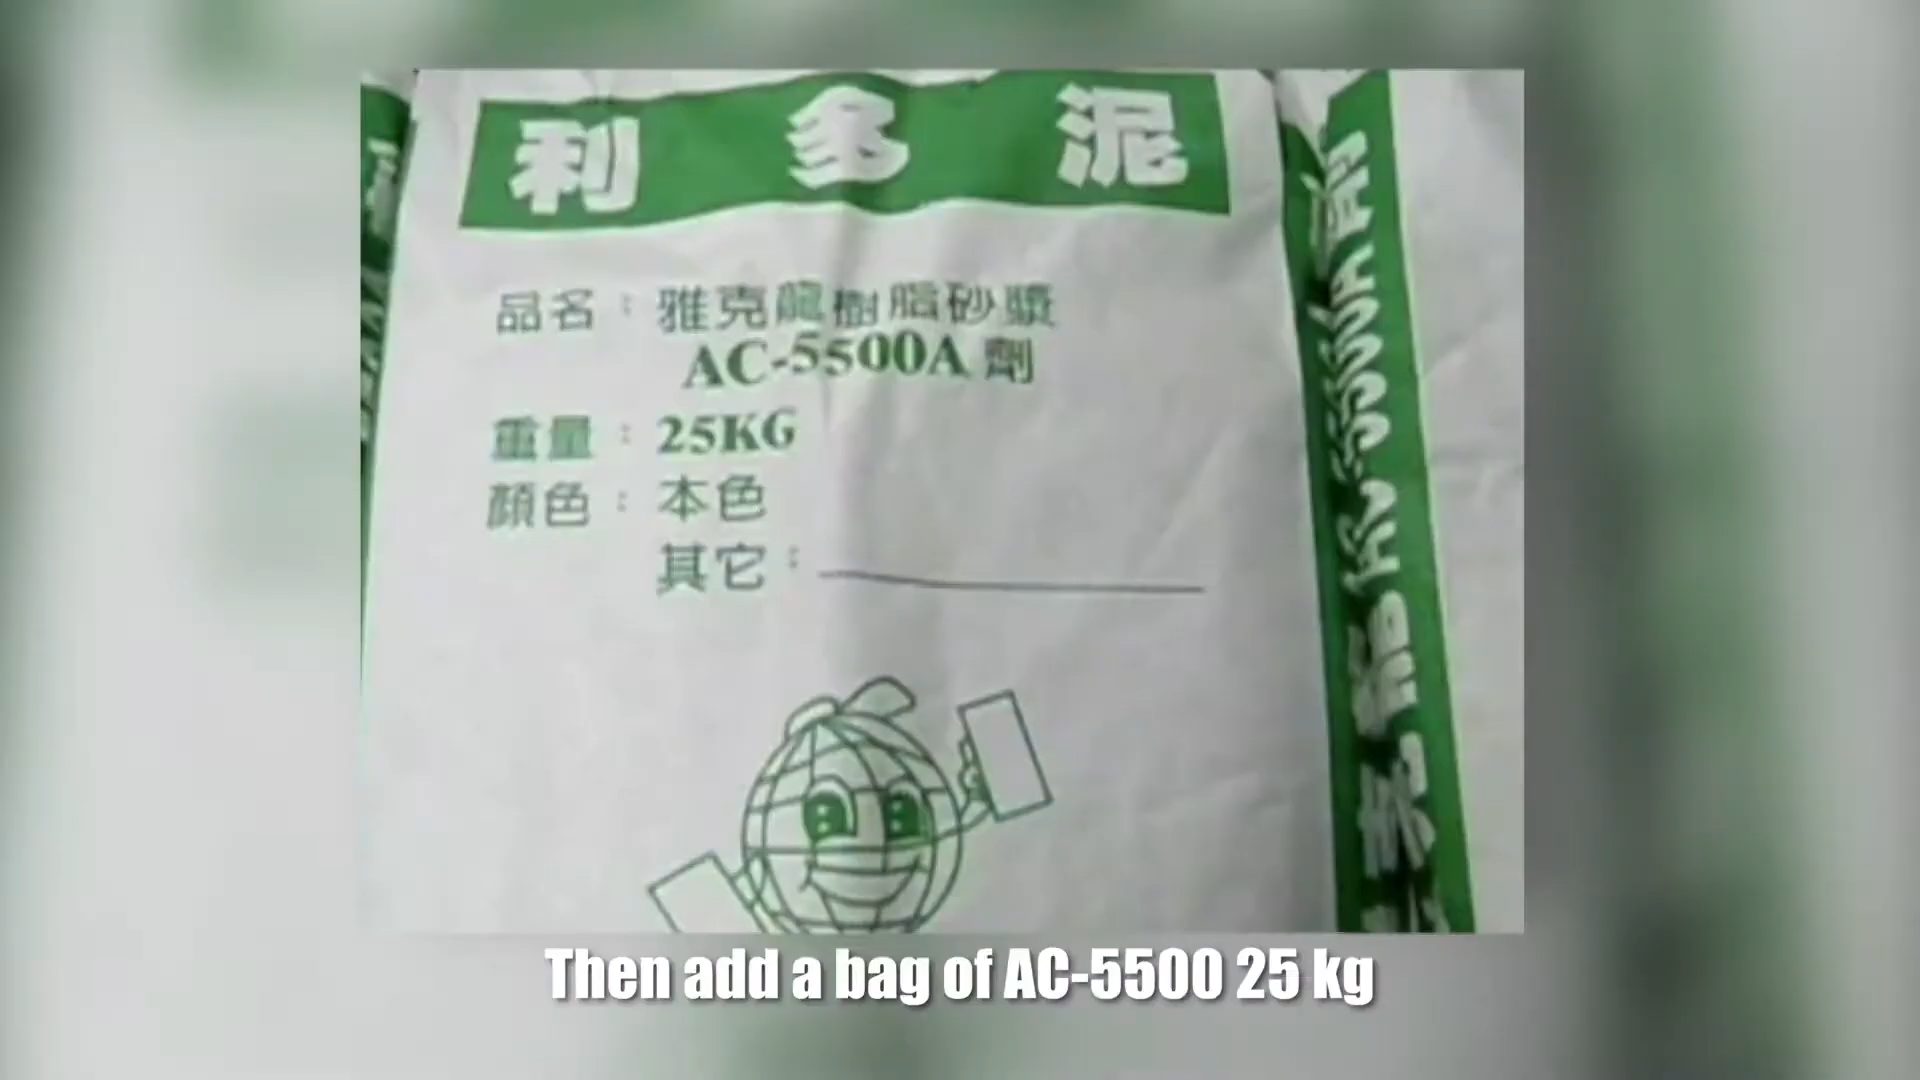 利多泥
品名：雅克龍樹脂砂漿
AC-5500A 劑
重量：25KG
顏色：本色
其它：
Then add a bag of AC-5500 25 kg